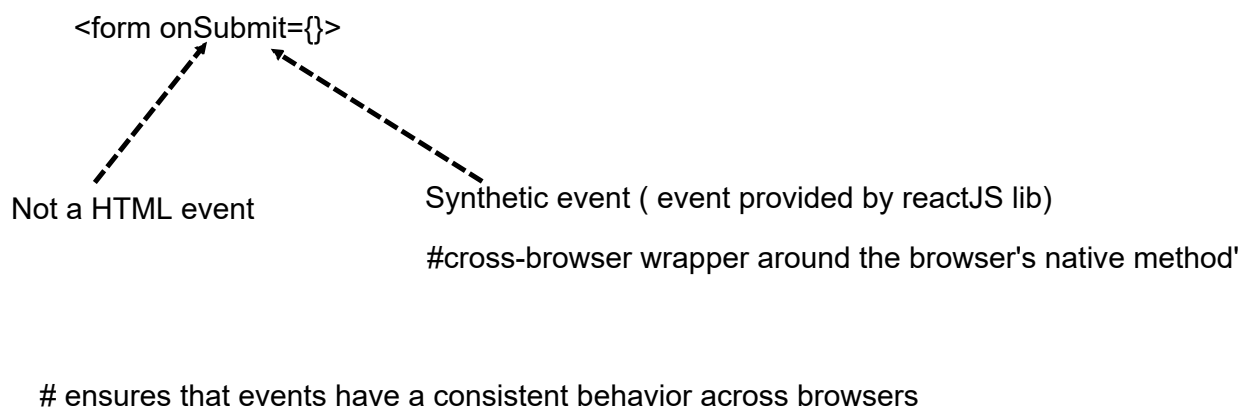 <form onSubmit={}>
Not a HTML event
Synthetic event ( event provided by reactJS lib)
#cross-browser wrapper around the browser's native method'
# ensures that events have a consistent behavior across browsers